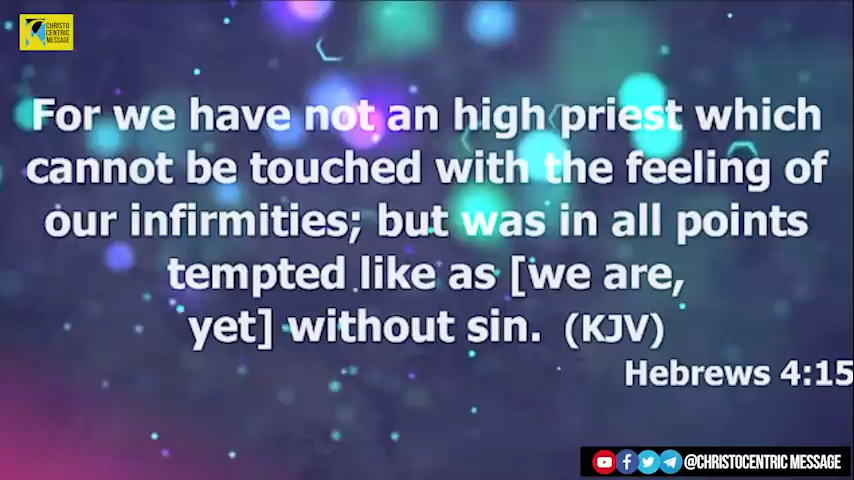 CHRISTO
CENTRIC
MESSAGE
For we have not an high priest which
cannot be touched with the feeling of
our infirmities; but was in all points
tempted like as [we are,
yet] without sin. (KJV)
Hebrews 4:15
@CHRISTOCENTRIC MESSAGE